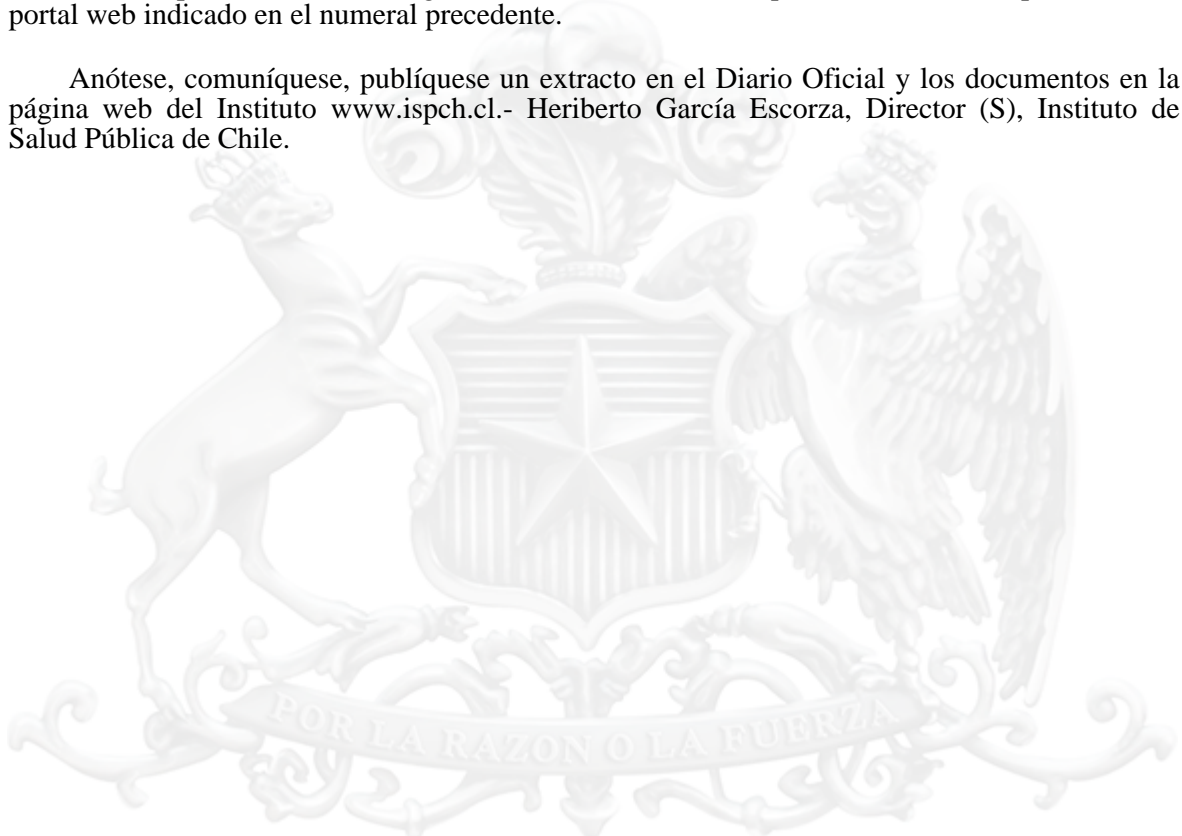 portal web indicado en el numeral precedente.
Anótese, comuníquese, publíquese un extracto en el Diario Oficial y los documentos en la
página web del Instituto www.ispch.cl.- Heriberto García Escorza, Director (S), Instituto de
Salud Pública de Chile.
POR LA RAZON O LA FUERZA